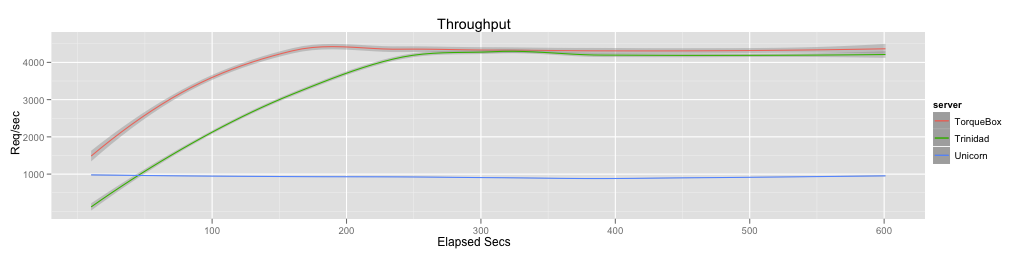 Throughput
Req/sec
4000
3000
2000
1000
100 200 300 400 500 600
Elapsed Secs
server
TorqueBox
Trinidad
Unicorn